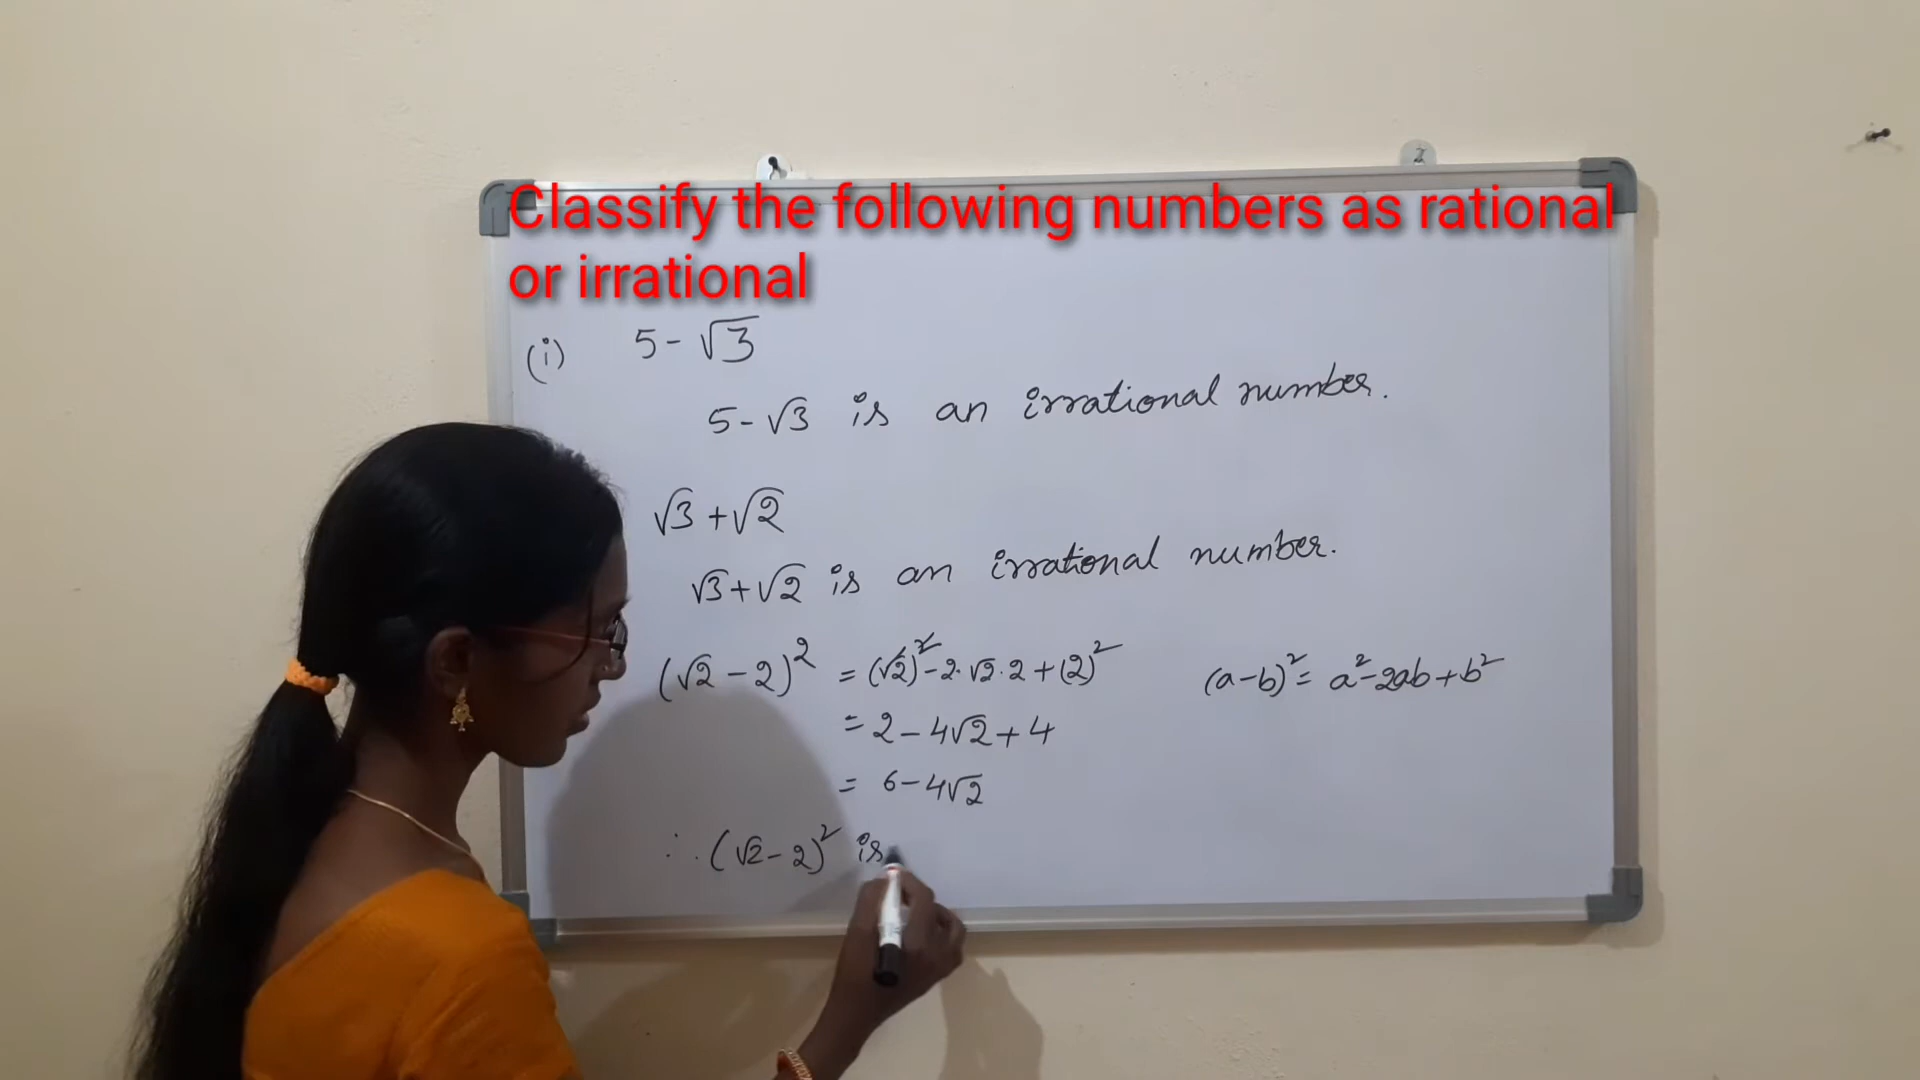 Classify the following numbers as rational
or irrational
(i) 5 - √3
5 - √3 is an irrational number.
√3 + √2
√3 + √2 is an irrational number.
(√2 - 2)² = (√2)² - 2·√2·2 + (2)² (a-b)² = a² - 2ab + b²
= 2 - 4√2 + 4
= 6 - 4√2
∴ (√2 - 2)² is